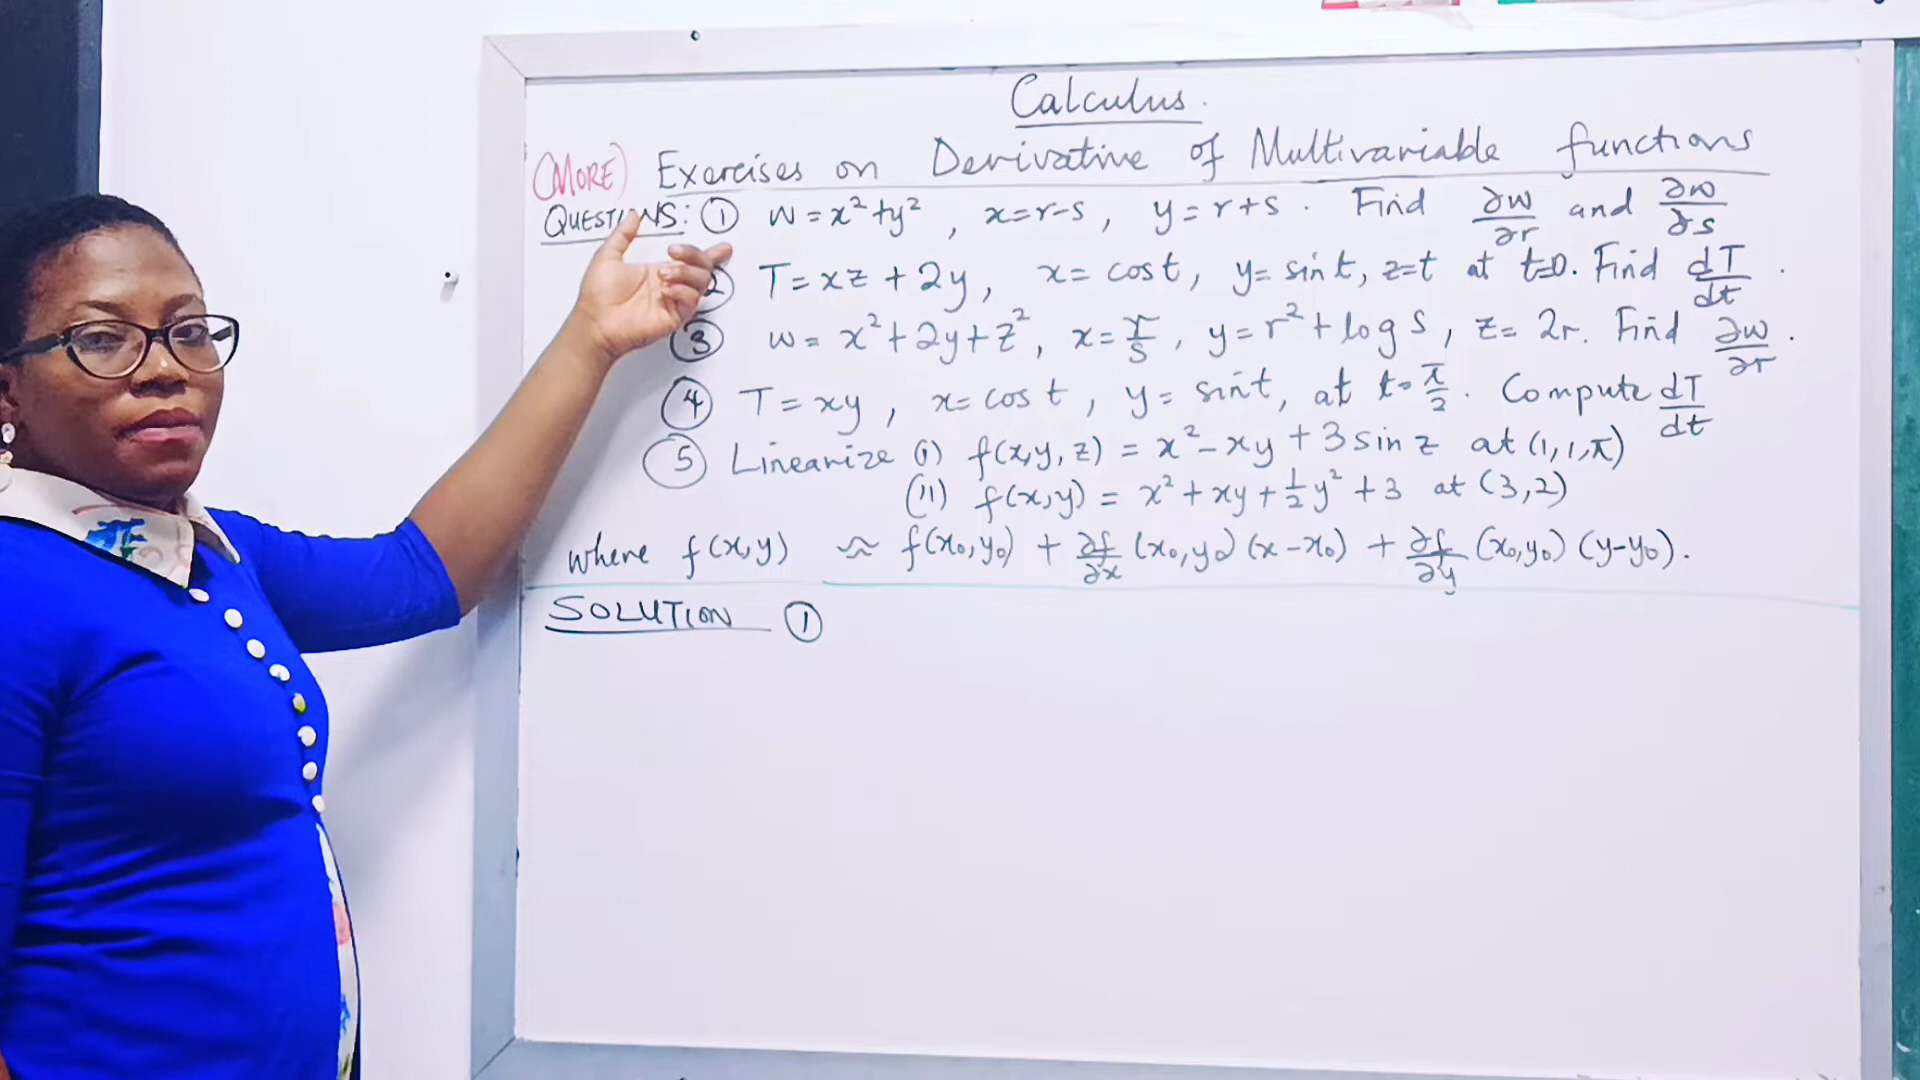 Calculus.
(MORE) Exercises on Derivative of Multivariable functions
QUESTIONS: ① w = x² + y², x = r-s, y = r+s. Find ∂w/∂r and ∂w/∂s
② T = xz + 2y, x = cos t, y = sin t, z=t at t=0. Find dT/dt.
③ w = x² + 2y + z², x = r/s, y = r² + log s, z = 2r. Find ∂w/∂r.
④ T = xy, x = cos t, y = sin t, at t = π/2. Compute dT/dt
⑤ Linearize (i) f(x,y,z) = x² - xy + 3 sin z at (1,1,π)
(ii) f(x,y) = x² + xy + ½y² + 3 at (3,2)
where f(x,y) ≈ f(x₀,y₀) + ∂f/∂x (x₀,y₀)(x-x₀) + ∂f/∂y (x₀,y₀)(y-y₀).
SOLUTION ①